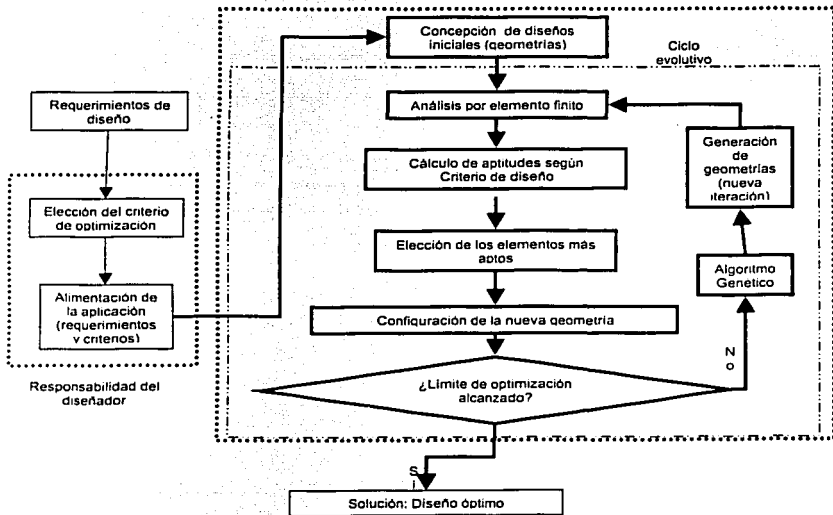 Concepción de diseños
iniciales (geometrías)
Ciclo
evolutivo
Requerimientos de
diseño
Análisis por elemento finito
Generación
de
geometrías
(nueva
iteración)
Cálculo de aptitudes según
Criterio de diseño
Elección del criterio
de optimización
Elección de los elementos más
aptos
Algoritmo
Genetico
Alimentación de
la aplicación
(requerimientos
y criterios)
Configuración de la nueva geometría
N
o
Responsabilidad del
diseñador
¿Límite de optimización
alcanzado?
S
i
Solución: Diseño óptimo